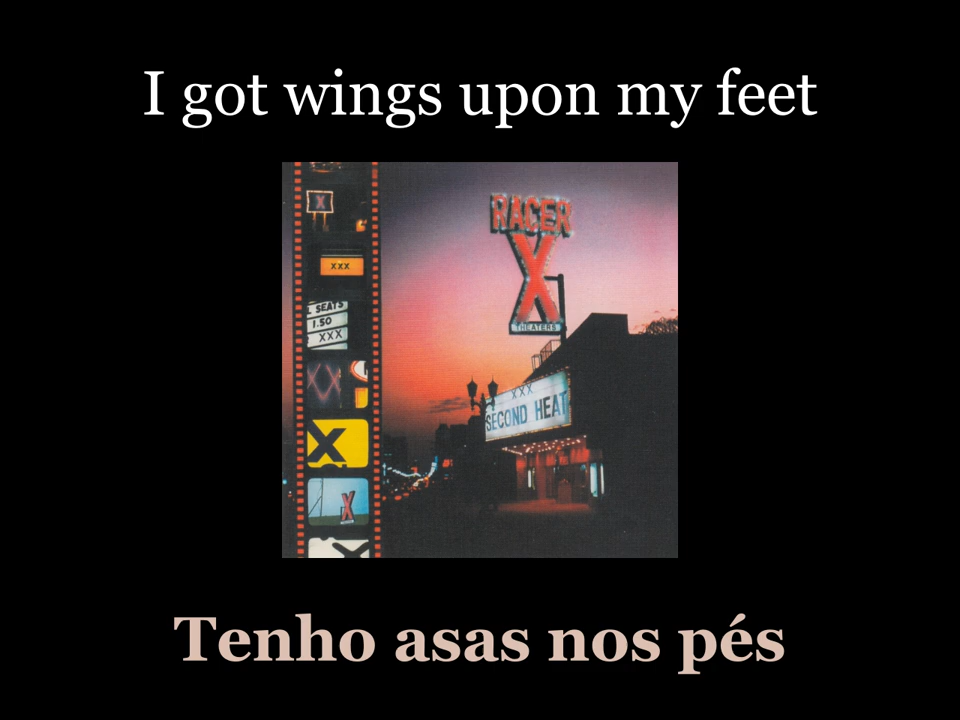 I got wings upon my feet
X
XXX
L SEATS
1.50
XXX
XX
X
X
RACER
X
THEATERS
XXX
SECOND HEAT
Tenho asas nos pés